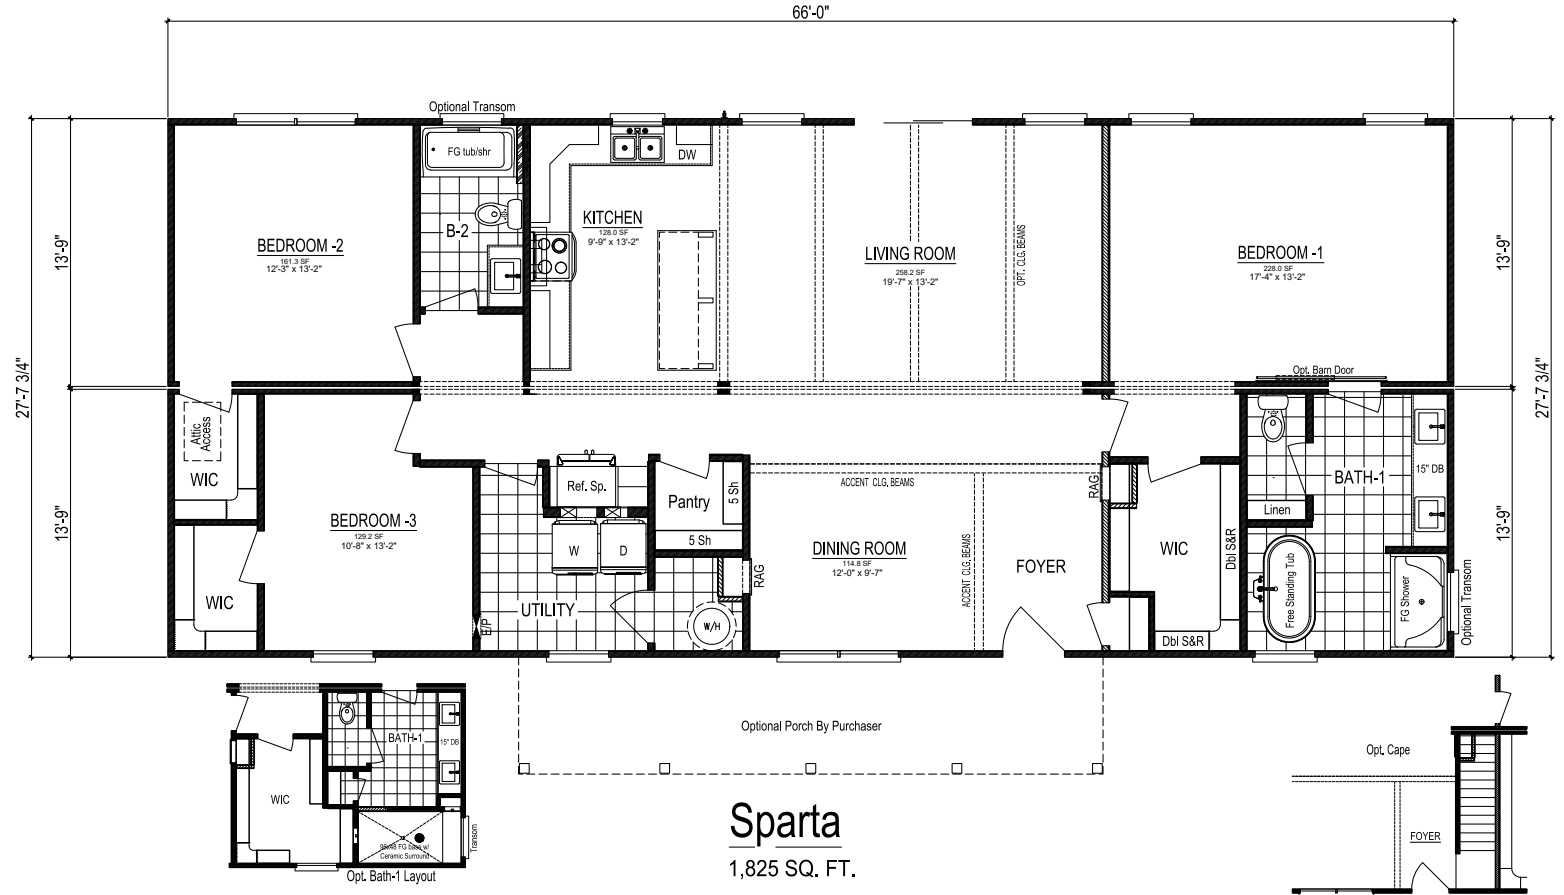 66'-0"
Optional Transom
FG tub/shr
DW
B-2
KITCHEN
128.0 SF
9'-9" x 13'-2"
BEDROOM -2
161.3 SF
12'-3" x 13'-2"
LIVING ROOM
258.2 SF
19'-7" x 13'-2"
OPT. CLG. BEAMS
BEDROOM -1
228.0 SF
17'-4" x 13'-2"
13'-9"
13'-9"
27'-7 3/4"
27'-7 3/4"
Opt. Barn Door
Attic
Access
WIC
Ref. Sp.
Pantry
5 Sh
5 Sh
ACCENT CLG. BEAMS
RAG
BATH-1
15" DB
Linen
BEDROOM -3
129.2 SF
10'-8" x 13'-2"
13'-9"
13'-9"
W
D
DINING ROOM
114.8 SF
12'-0" x 9'-7"
ACCENT CLG. BEAMS
FOYER
WIC
Dbl S&R
RAG
WIC
UTILITY
E/P
W/H
Free Standing Tub
FG Shower
Optional Transom
Dbl S&R
Optional Porch By Purchaser
BATH-1
15" DB
WIC
95x48 FG base w/
Ceramic Surround
Transom
Opt. Bath-1 Layout
Opt. Cape
FOYER
Sparta
1,825 SQ. FT.